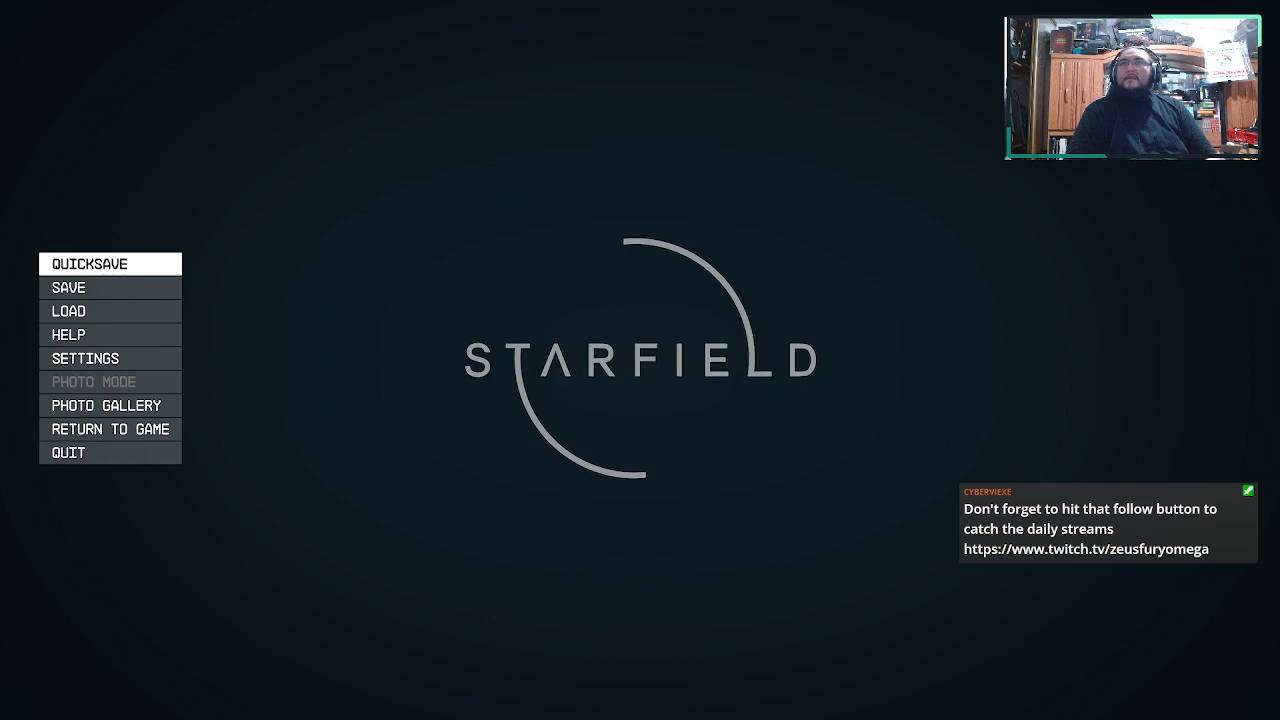 QUICKSAVE
SAVE
LOAD
HELP
SETTINGS
PHOTO MODE
PHOTO GALLERY
RETURN TO GAME
QUIT
STARFIELD
CYBERVIEXE
Don't forget to hit that follow button to
catch the daily streams
https://www.twitch.tv/zeusfuryomega